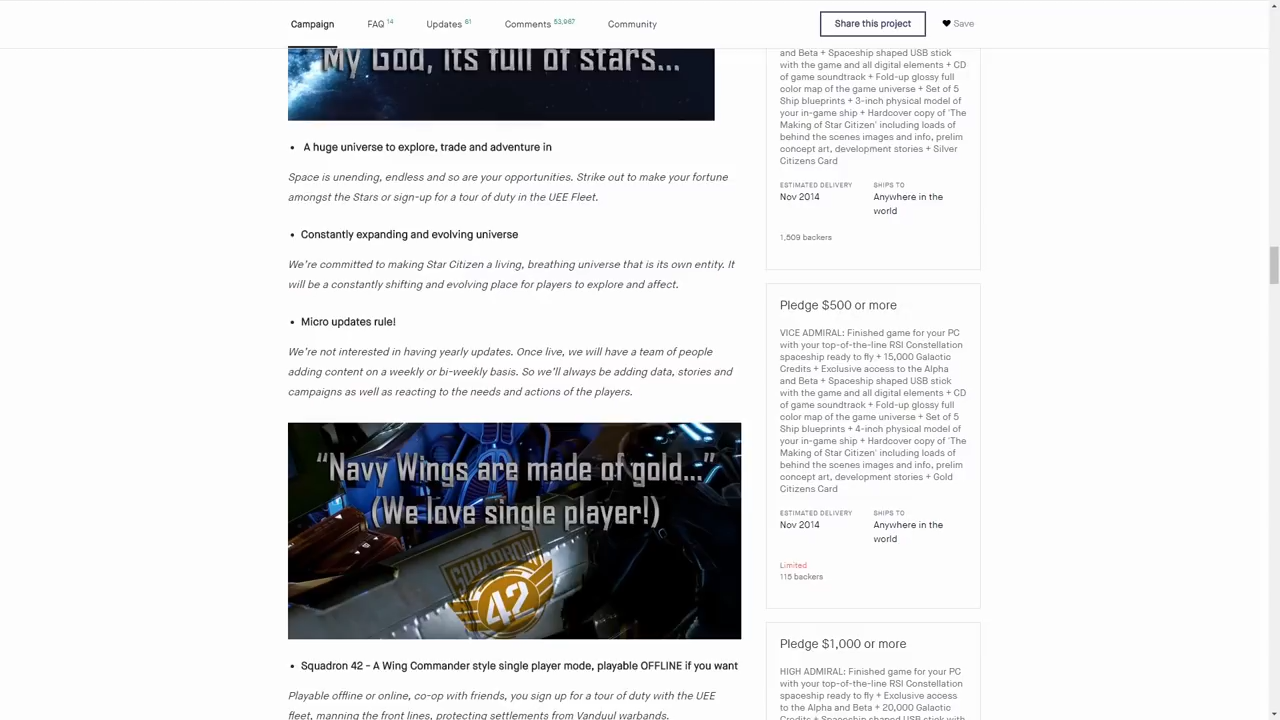 Campaign
FAQ 14
Updates 61
Comments 53,967
Community
Share this project
Save
My God, its full of stars...
• A huge universe to explore, trade and adventure in
Space is unending, endless and so are your opportunities. Strike out to make your fortune
amongst the Stars or sign-up for a tour of duty in the UEE Fleet.
• Constantly expanding and evolving universe
We're committed to making Star Citizen a living, breathing universe that is its own entity. It
will be a constantly shifting and evolving place for players to explore and affect.
• Micro updates rule!
We're not interested in having yearly updates. Once live, we will have a team of people
adding content on a weekly or bi-weekly basis. So we'll always be adding data, stories and
campaigns as well as reacting to the needs and actions of the players.
"Navy Wings are made of gold..."
(We love single player!)
SQUADRON
42
• Squadron 42 - A Wing Commander style single player mode, playable OFFLINE if you want
Playable offline or online, co-op with friends, you sign up for a tour of duty with the UEE
fleet, manning the front lines, protecting settlements from Vanduul warbands.
and Beta + Spaceship shaped USB stick
with the game and all digital elements + CD
of game soundtrack + Fold-up glossy full
color map of the game universe + Set of 5
Ship blueprints + 3-inch physical model of
your in-game ship + Hardcover copy of 'The
Making of Star Citizen' including loads of
behind the scenes images and info, prelim
concept art, development stories + Silver
Citizens Card
ESTIMATED DELIVERY
Nov 2014
SHIPS TO
Anywhere in the
world
1,609 backers
Pledge $500 or more
VICE ADMIRAL: Finished game for your PC
with your top-of-the-line RSI Constellation
spaceship ready to fly + 15,000 Galactic
Credits + Exclusive access to the Alpha
and Beta + Spaceship shaped USB stick
with the game and all digital elements + CD
of game soundtrack + Fold-up glossy full
color map of the game universe + Set of 5
Ship blueprints + 4-inch physical model of
your in-game ship + Hardcover copy of 'The
Making of Star Citizen' including loads of
behind the scenes images and info, prelim
concept art, development stories + Gold
Citizens Card
ESTIMATED DELIVERY
Nov 2014
SHIPS TO
Anywhere in the
world
Limited
115 backers
Pledge $1,000 or more
HIGH ADMIRAL: Finished game for your PC
with your top-of-the-line RSI Constellation
spaceship ready to fly + Exclusive access
to the Alpha and Beta + 20,000 Galactic
Credits + Spaceship shaped USB stick with